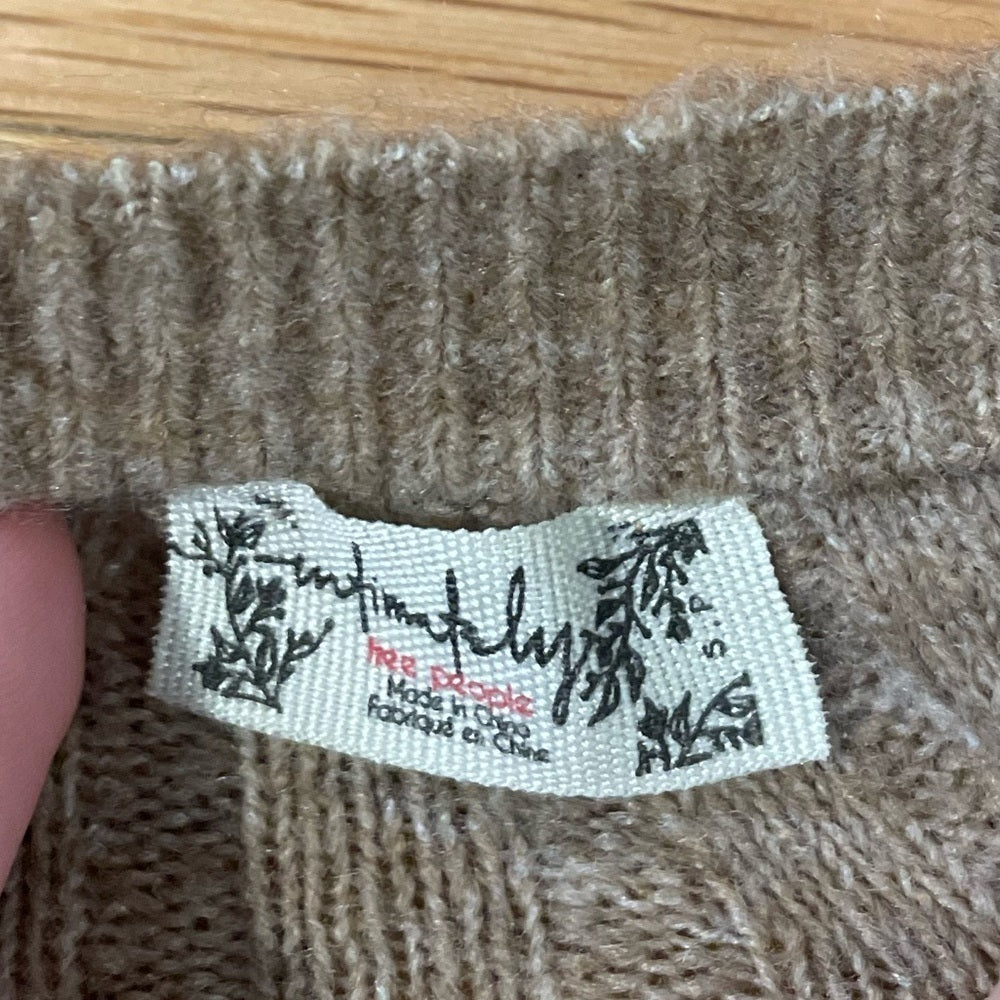 intimately
free people
Made in China
Fabriqué en Chine
S.P